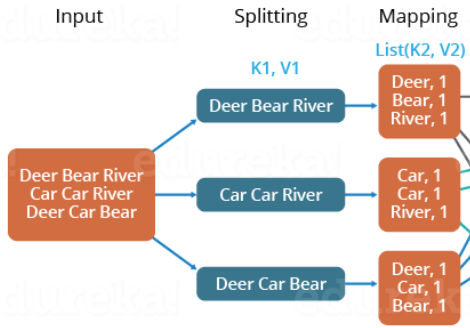 Input
Splitting
Mapping
K1, V1
List(K2, V2)
Deer Bear River
Car Car River
Deer Car Bear
Deer Bear River
Car Car River
Deer Car Bear
Deer, 1
Bear, 1
River, 1
Car, 1
Car, 1
River, 1
Deer, 1
Car, 1
Bear, 1
edureka!